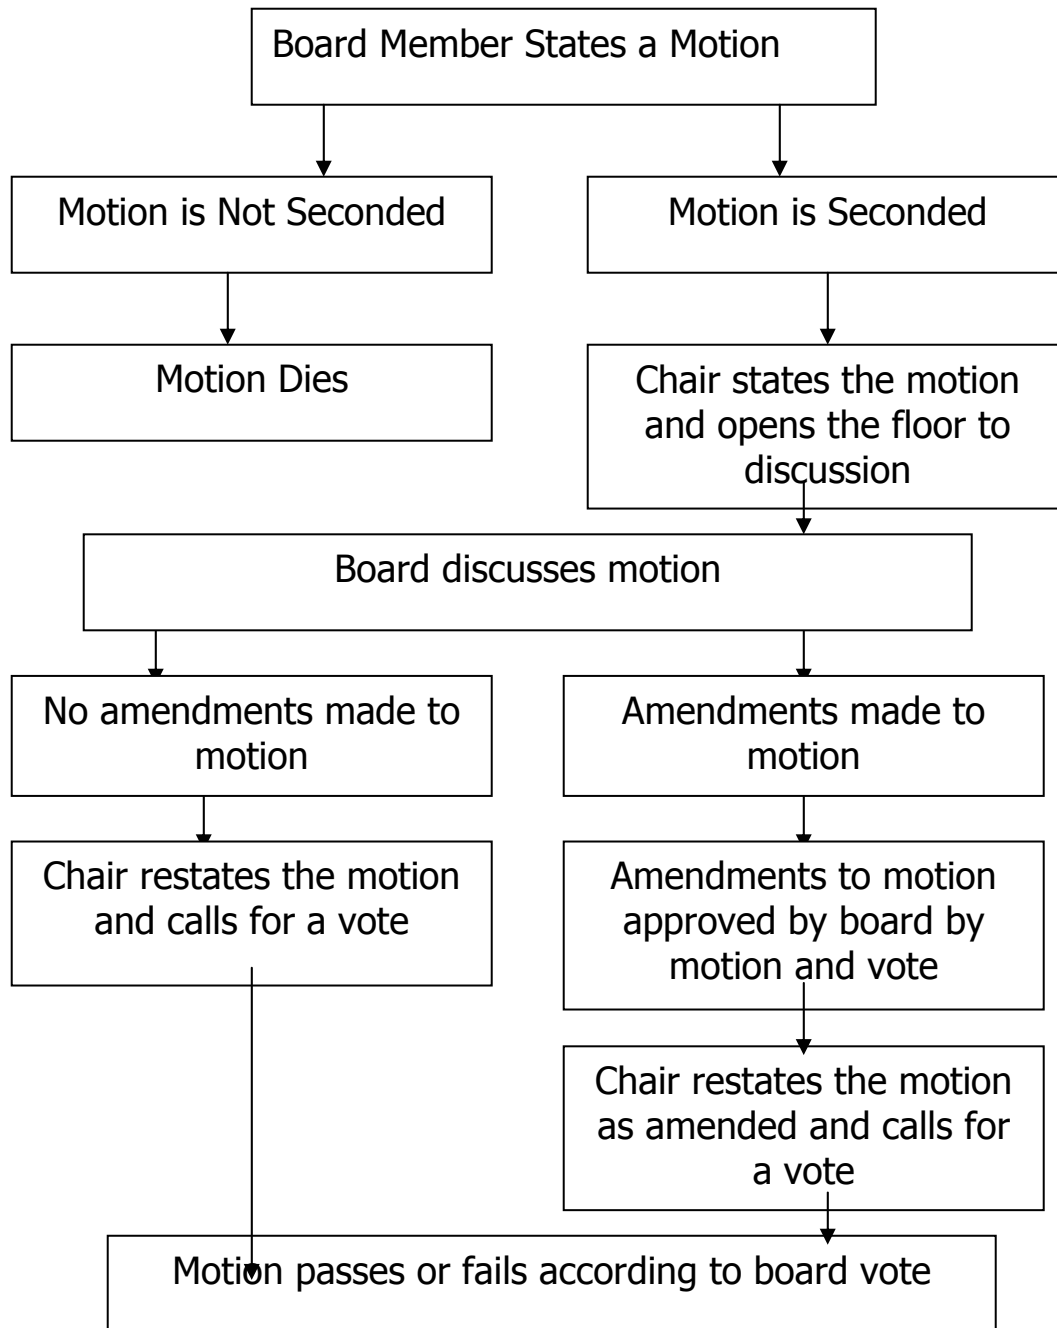 Board Member States a Motion
Motion is Not Seconded
Motion is Seconded
Motion Dies
Chair states the motion
and opens the floor to
discussion
Board discusses motion
No amendments made to
motion
Amendments made to
motion
Chair restates the motion
and calls for a vote
Amendments to motion
approved by board by
motion and vote
Chair restates the motion
as amended and calls for
a vote
Motion passes or fails according to board vote